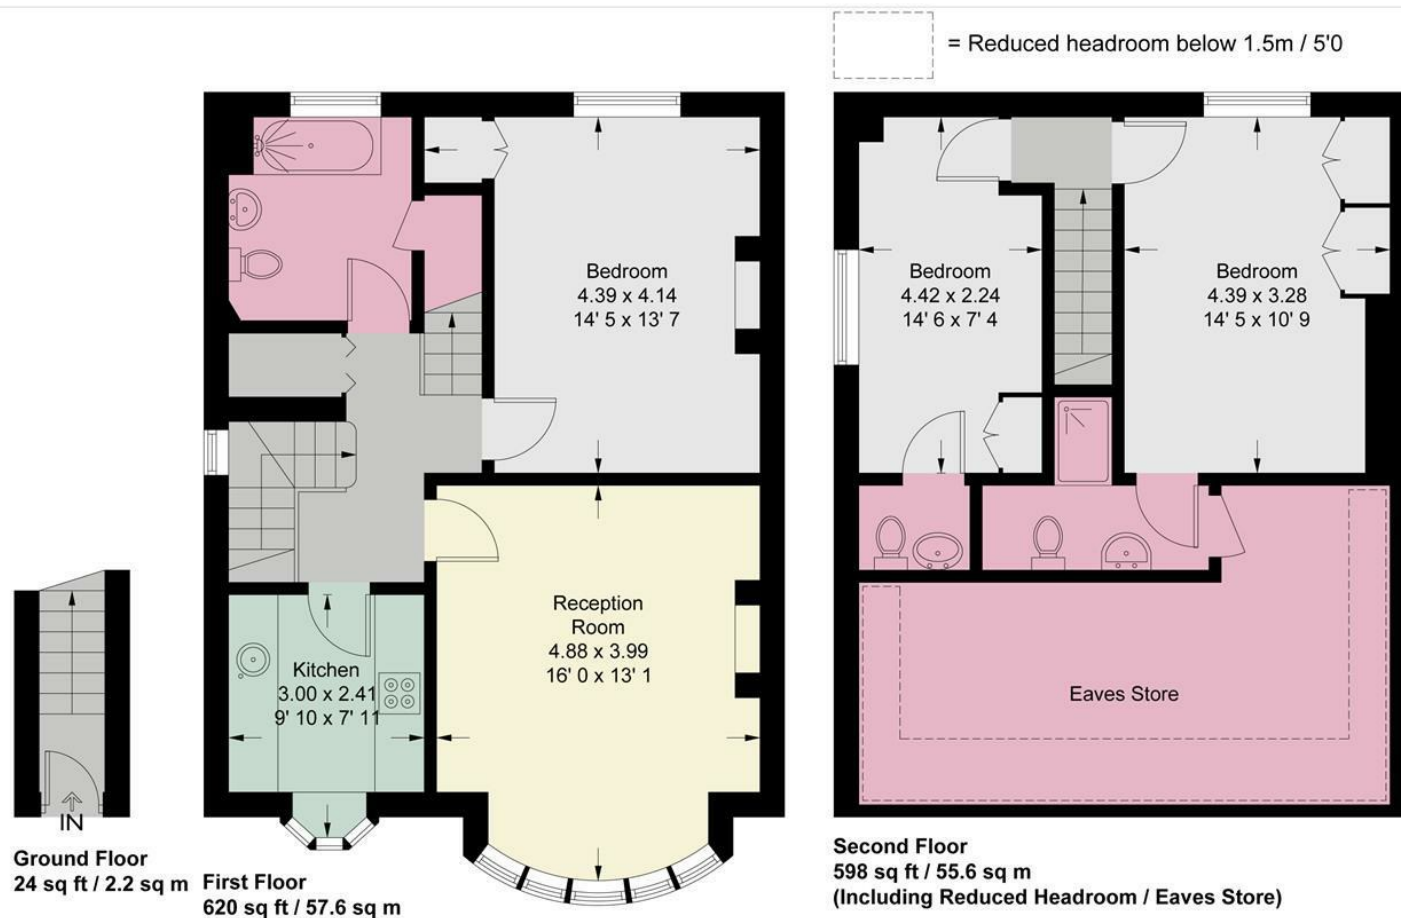 = Reduced headroom below 1.5m / 5'0
Bedroom
4.39 x 4.14
14' 5 x 13' 7
Bedroom
4.42 x 2.24
14' 6 x 7' 4
Bedroom
4.39 x 3.28
14' 5 x 10' 9
Reception
Room
4.88 x 3.99
16' 0 x 13' 1
Kitchen
3.00 x 2.41
9' 10 x 7' 11
Eaves Store
IN
Ground Floor
24 sq ft / 2.2 sq m
First Floor
620 sq ft / 57.6 sq m
Second Floor
598 sq ft / 55.6 sq m
(Including Reduced Headroom / Eaves Store)